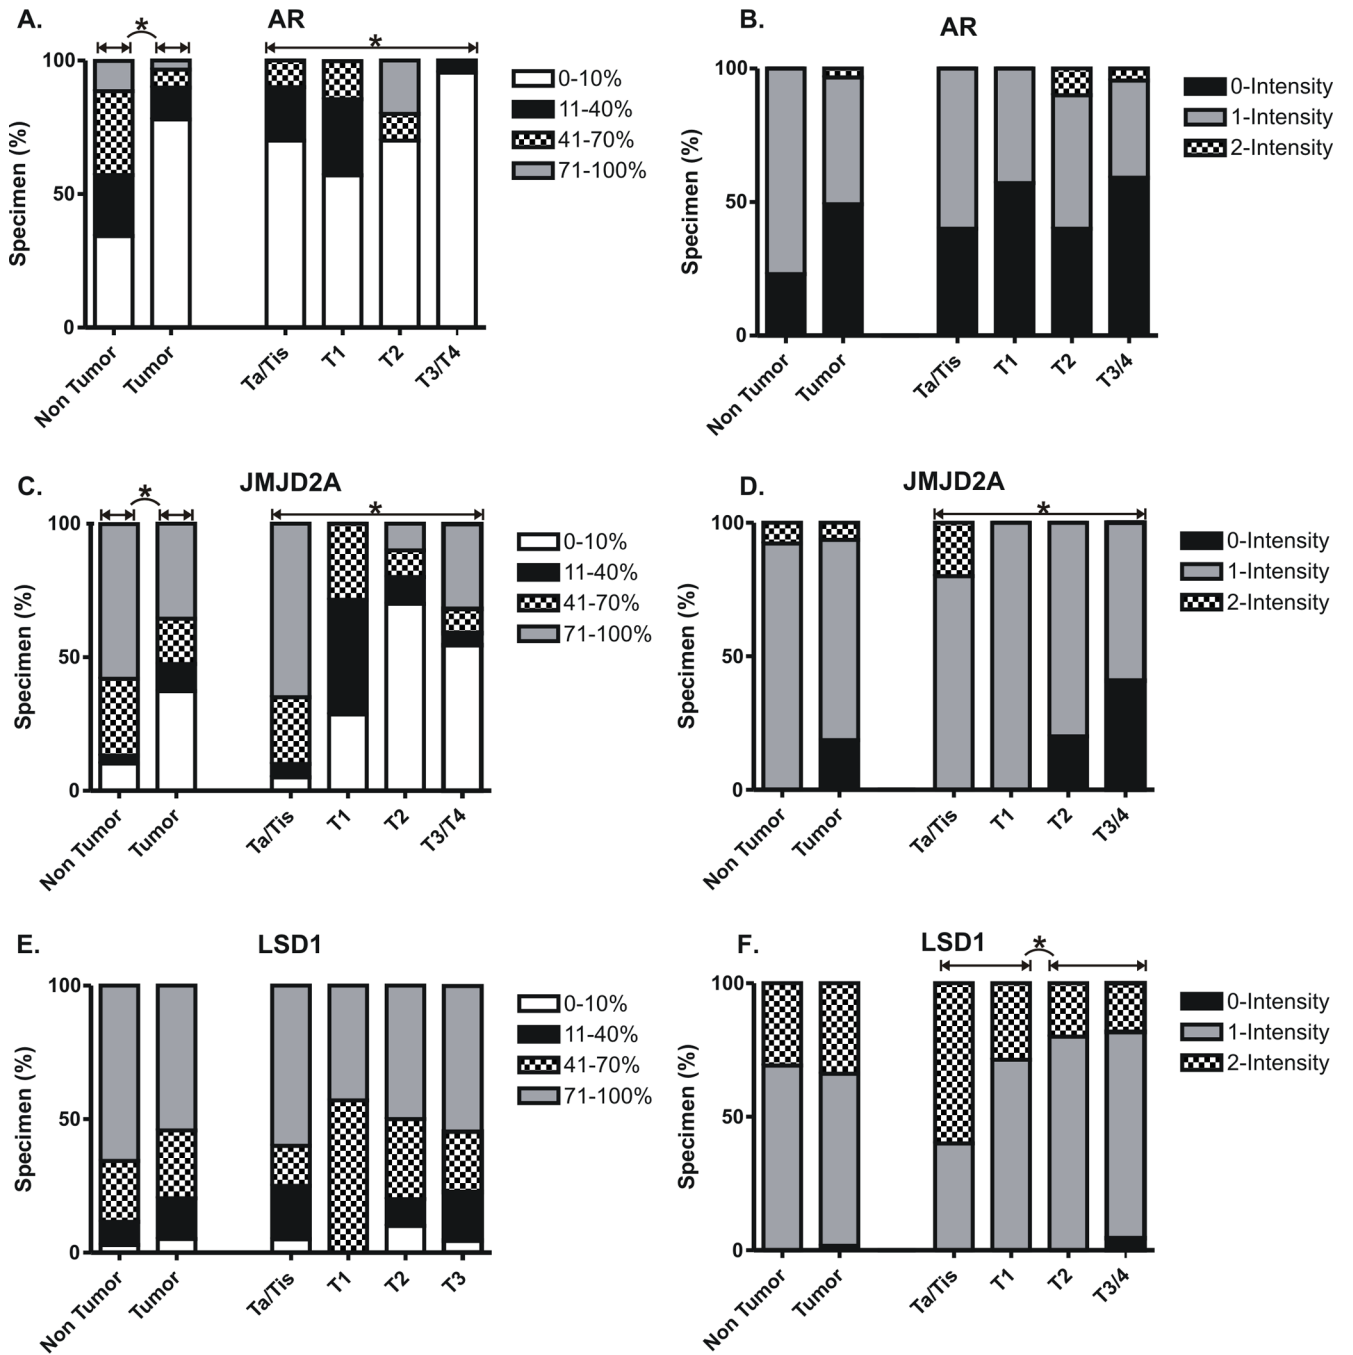 A.
AR
*
*
Specimen (%)
100
50
0
Non Tumor
Tumor
Ta/Tis
T1
T2
T3/T4
0-10%
11-40%
41-70%
71-100%
B.
AR
Specimen (%)
100
50
0
Non Tumor
Tumor
Ta/Tis
T1
T2
T3/4
0-Intensity
1-Intensity
2-Intensity
C.
JMJD2A
*
*
Specimen (%)
100
50
0
Non Tumor
Tumor
Ta/Tis
T1
T2
T3/T4
0-10%
11-40%
41-70%
71-100%
D.
JMJD2A
*
Specimen (%)
100
50
0
Non Tumor
Tumor
Ta/Tis
T1
T2
T3/4
0-Intensity
1-Intensity
2-Intensity
E.
LSD1
Specimen (%)
100
50
0
Non Tumor
Tumor
Ta/Tis
T1
T2
T3
0-10%
11-40%
41-70%
71-100%
F.
LSD1
*
Specimen (%)
100
50
0
Non Tumor
Tumor
Ta/Tis
T1
T2
T3/4
0-Intensity
1-Intensity
2-Intensity